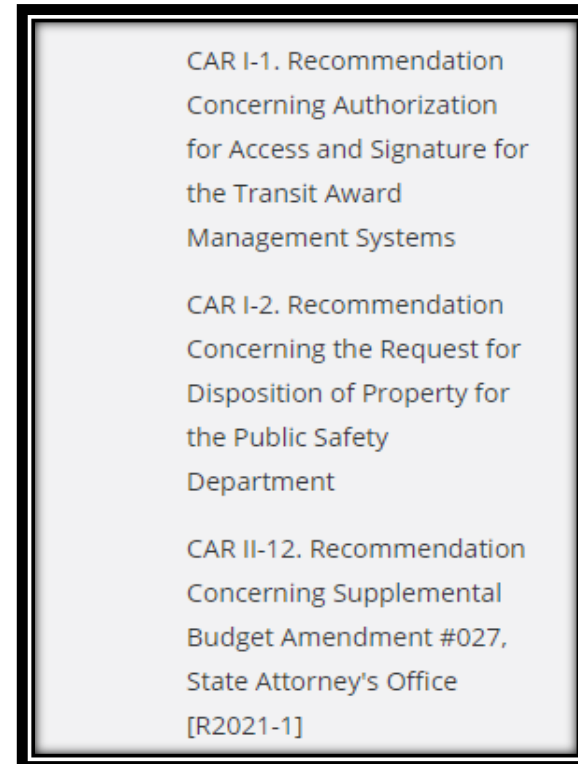 CAR I-1. Recommendation
Concerning Authorization
for Access and Signature for
the Transit Award
Management Systems
CAR I-2. Recommendation
Concerning the Request for
Disposition of Property for
the Public Safety
Department
CAR II-12. Recommendation
Concerning Supplemental
Budget Amendment #027,
State Attorney's Office
[R2021-1]